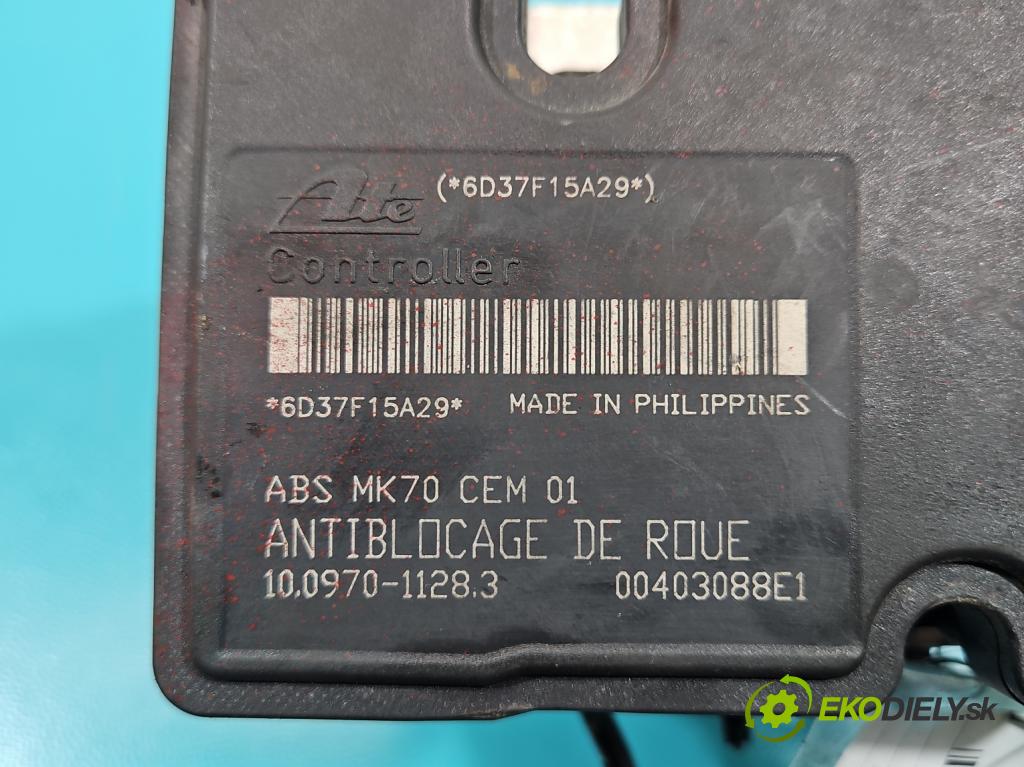 Ate (*6D37F15A29*)
Controller
*6D37F15A29* MADE IN PHILIPPINES
ABS MK70 CEM 01
ANTIBLOCAGE DE ROUE
10.0970-1128.3 00403088E1
EKODIELY.sk